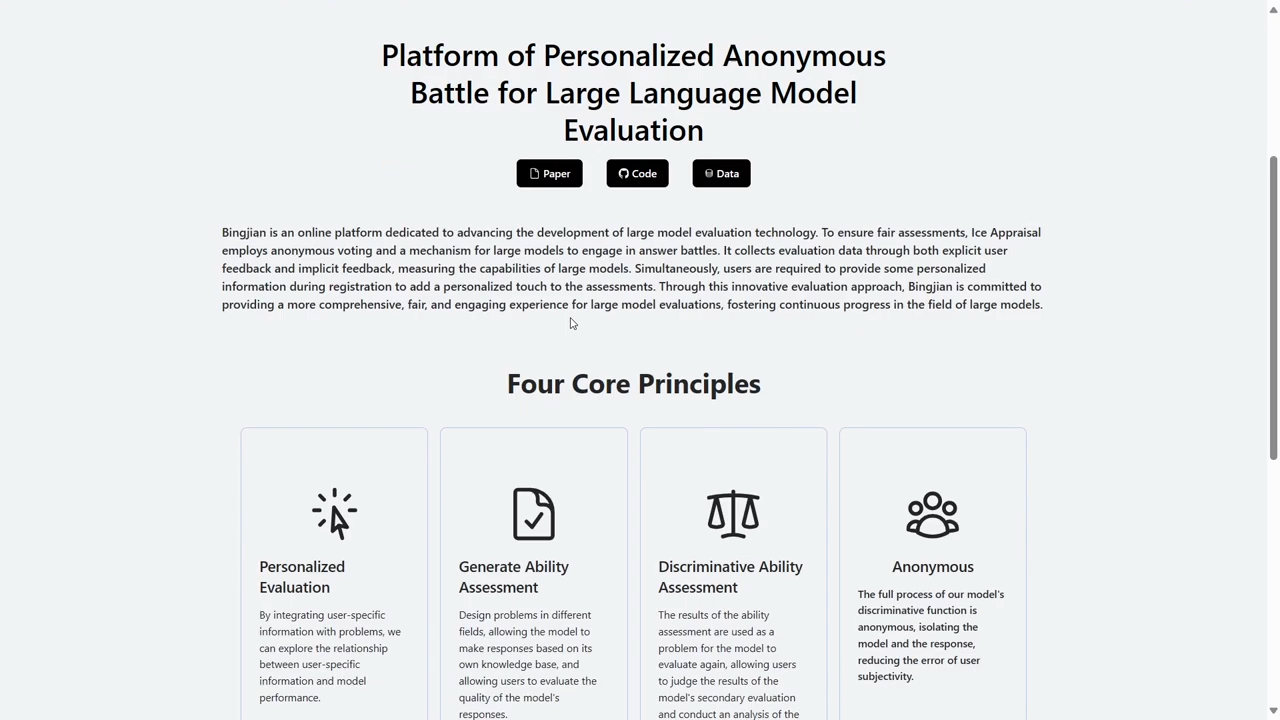 Platform of Personalized Anonymous
Battle for Large Language Model
Evaluation
Paper
Code
Data
Bingjian is an online platform dedicated to advancing the development of large model evaluation technology. To ensure fair assessments, Ice Appraisal
employs anonymous voting and a mechanism for large models to engage in answer battles. It collects evaluation data through both explicit user
feedback and implicit feedback, measuring the capabilities of large models. Simultaneously, users are required to provide some personalized
information during registration to add a personalized touch to the assessments. Through this innovative evaluation approach, Bingjian is committed to
providing a more comprehensive, fair, and engaging experience for large model evaluations, fostering continuous progress in the field of large models.
Four Core Principles
Personalized
Evaluation
By integrating user-specific
information with problems, we
can explore the relationship
between user-specific
information and model
performance.
Generate Ability
Assessment
Design problems in different
fields, allowing the model to
make responses based on its
own knowledge base, and
allowing users to evaluate the
quality of the model's
responses.
Discriminative Ability
Assessment
The results of the ability
assessment are used as a
problem for the model to
evaluate again, allowing users
to judge the results of the
model's secondary evaluation
and conduct an analysis of the
Anonymous
The full process of our model's
discriminative function is
anonymous, isolating the
model and the response,
reducing the error of user
subjectivity.